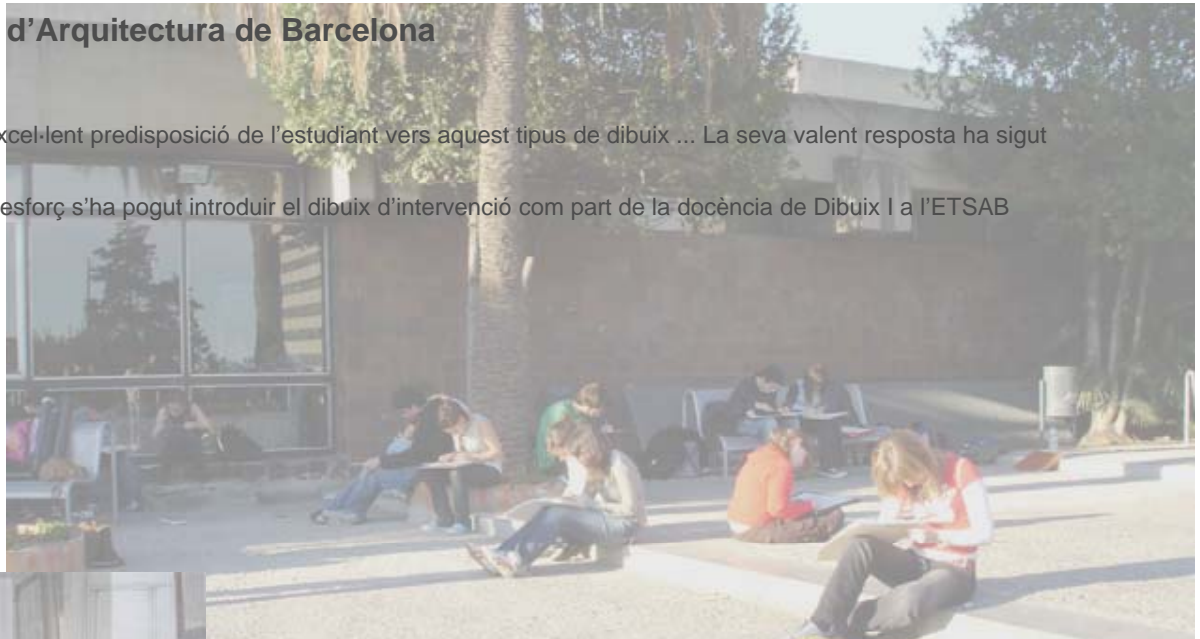 d’Arquitectura de Barcelona
xcel·lent predisposició de l’estudiant vers aquest tipus de dibuix ... La seva valent resposta ha sigut
esforç s’ha pogut introduir el dibuix d’intervenció com part de la docència de Dibuix I a l’ETSAB